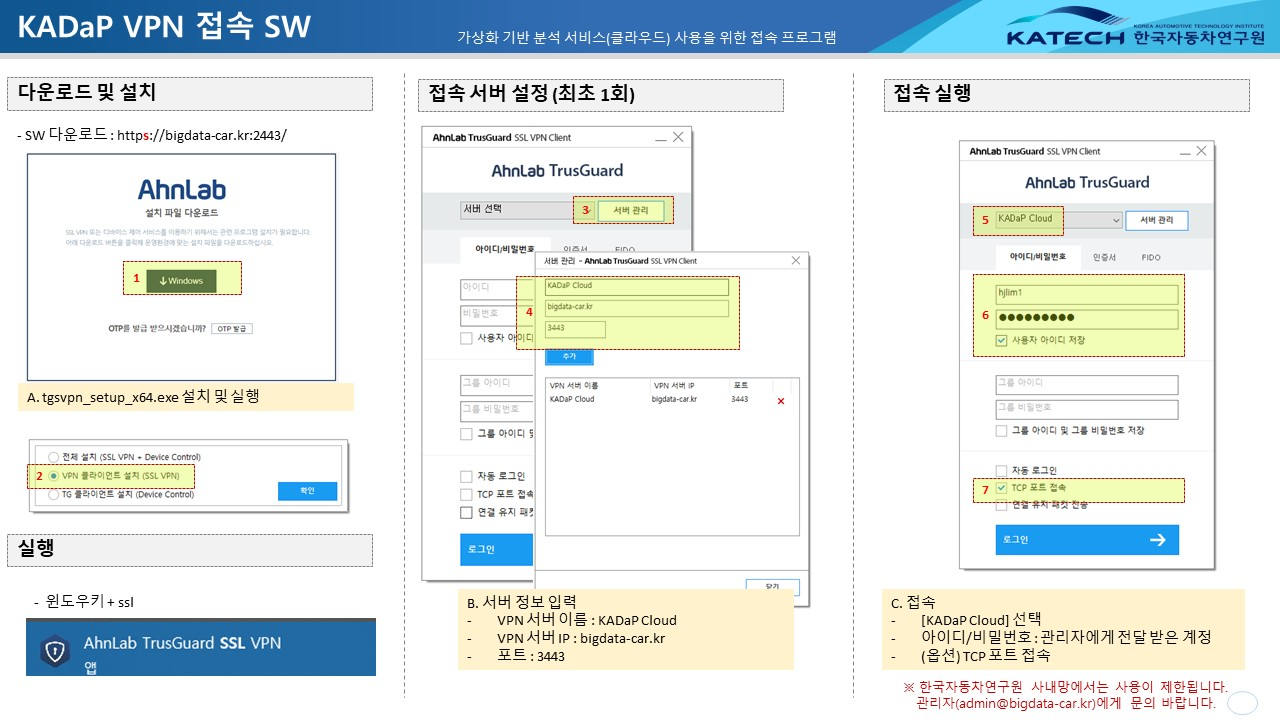 KADaP VPN 접속 SW
가상화 기반 분석 서비스(클라우드) 사용을 위한 접속 프로그램
KATECH
KOREA AUTOMOTIVE TECHNOLOGY INSTITUTE
한국자동차연구원
다운로드 및 설치
- SW 다운로드 : https://bigdata-car.kr:2443/
AhnLab
설치 파일 다운로드
SSL VPN 또는 디바이스 제어 서비스를 이용하기 위해서는 관련 프로그램 설치가 필요합니다.
아래 다운로드 버튼을 클릭해 운영환경에 맞는 설치 파일을 다운로드하십시오.
1
Windows
OTP를 발급 받으시겠습니까? OTP 발급
A. tgsvpn_setup_x64.exe 설치 및 실행
전체 설치 (SSL VPN + Device Control)
2 VPN 클라이언트 설치 (SSL VPN)
TG 클라이언트 설치 (Device Control)
확인
실행
- 윈도우키 + ssl
AhnLab TrusGuard SSL VPN
앱
접속 서버 설정 (최초 1회)
AhnLab TrusGuard SSL VPN Client
AhnLab TrusGuard
서버 선택
3 서버 관리
아이디/비밀번호 인증서 FIDO
아이디
비밀번호
사용자 아이디
그룹 아이디
그룹 비밀번호
그룹 아이디 및
자동 로그인
TCP 포트 접속
연결 유지 패킷
로그인
서버 관리 - AhnLab TrusGuard SSL VPN Client
KADaP Cloud
4 bigdata-car.kr
3443
추가
VPN 서버 이름 VPN 서버 IP 포트
KADaP Cloud bigdata-car.kr 3443
닫기
B. 서버 정보 입력
- VPN 서버 이름 : KADaP Cloud
- VPN 서버 IP : bigdata-car.kr
- 포트 : 3443
접속 실행
AhnLab TrusGuard SSL VPN Client
AhnLab TrusGuard
5 KADaP Cloud 서버 관리
아이디/비밀번호 인증서 FIDO
hjlim1
6 ●●●●●●●●●
사용자 아이디 저장
그룹 아이디
그룹 비밀번호
그룹 아이디 및 그룹 비밀번호 저장
자동 로그인
7 TCP 포트 접속
연결 유지 패킷 전송
로그인
C. 접속
- [KADaP Cloud] 선택
- 아이디/비밀번호 : 관리자에게 전달 받은 계정
- (옵션) TCP 포트 접속
※ 한국자동차연구원 사내망에서는 사용이 제한됩니다.
관리자(admin@bigdata-car.kr)에게 문의 바랍니다.